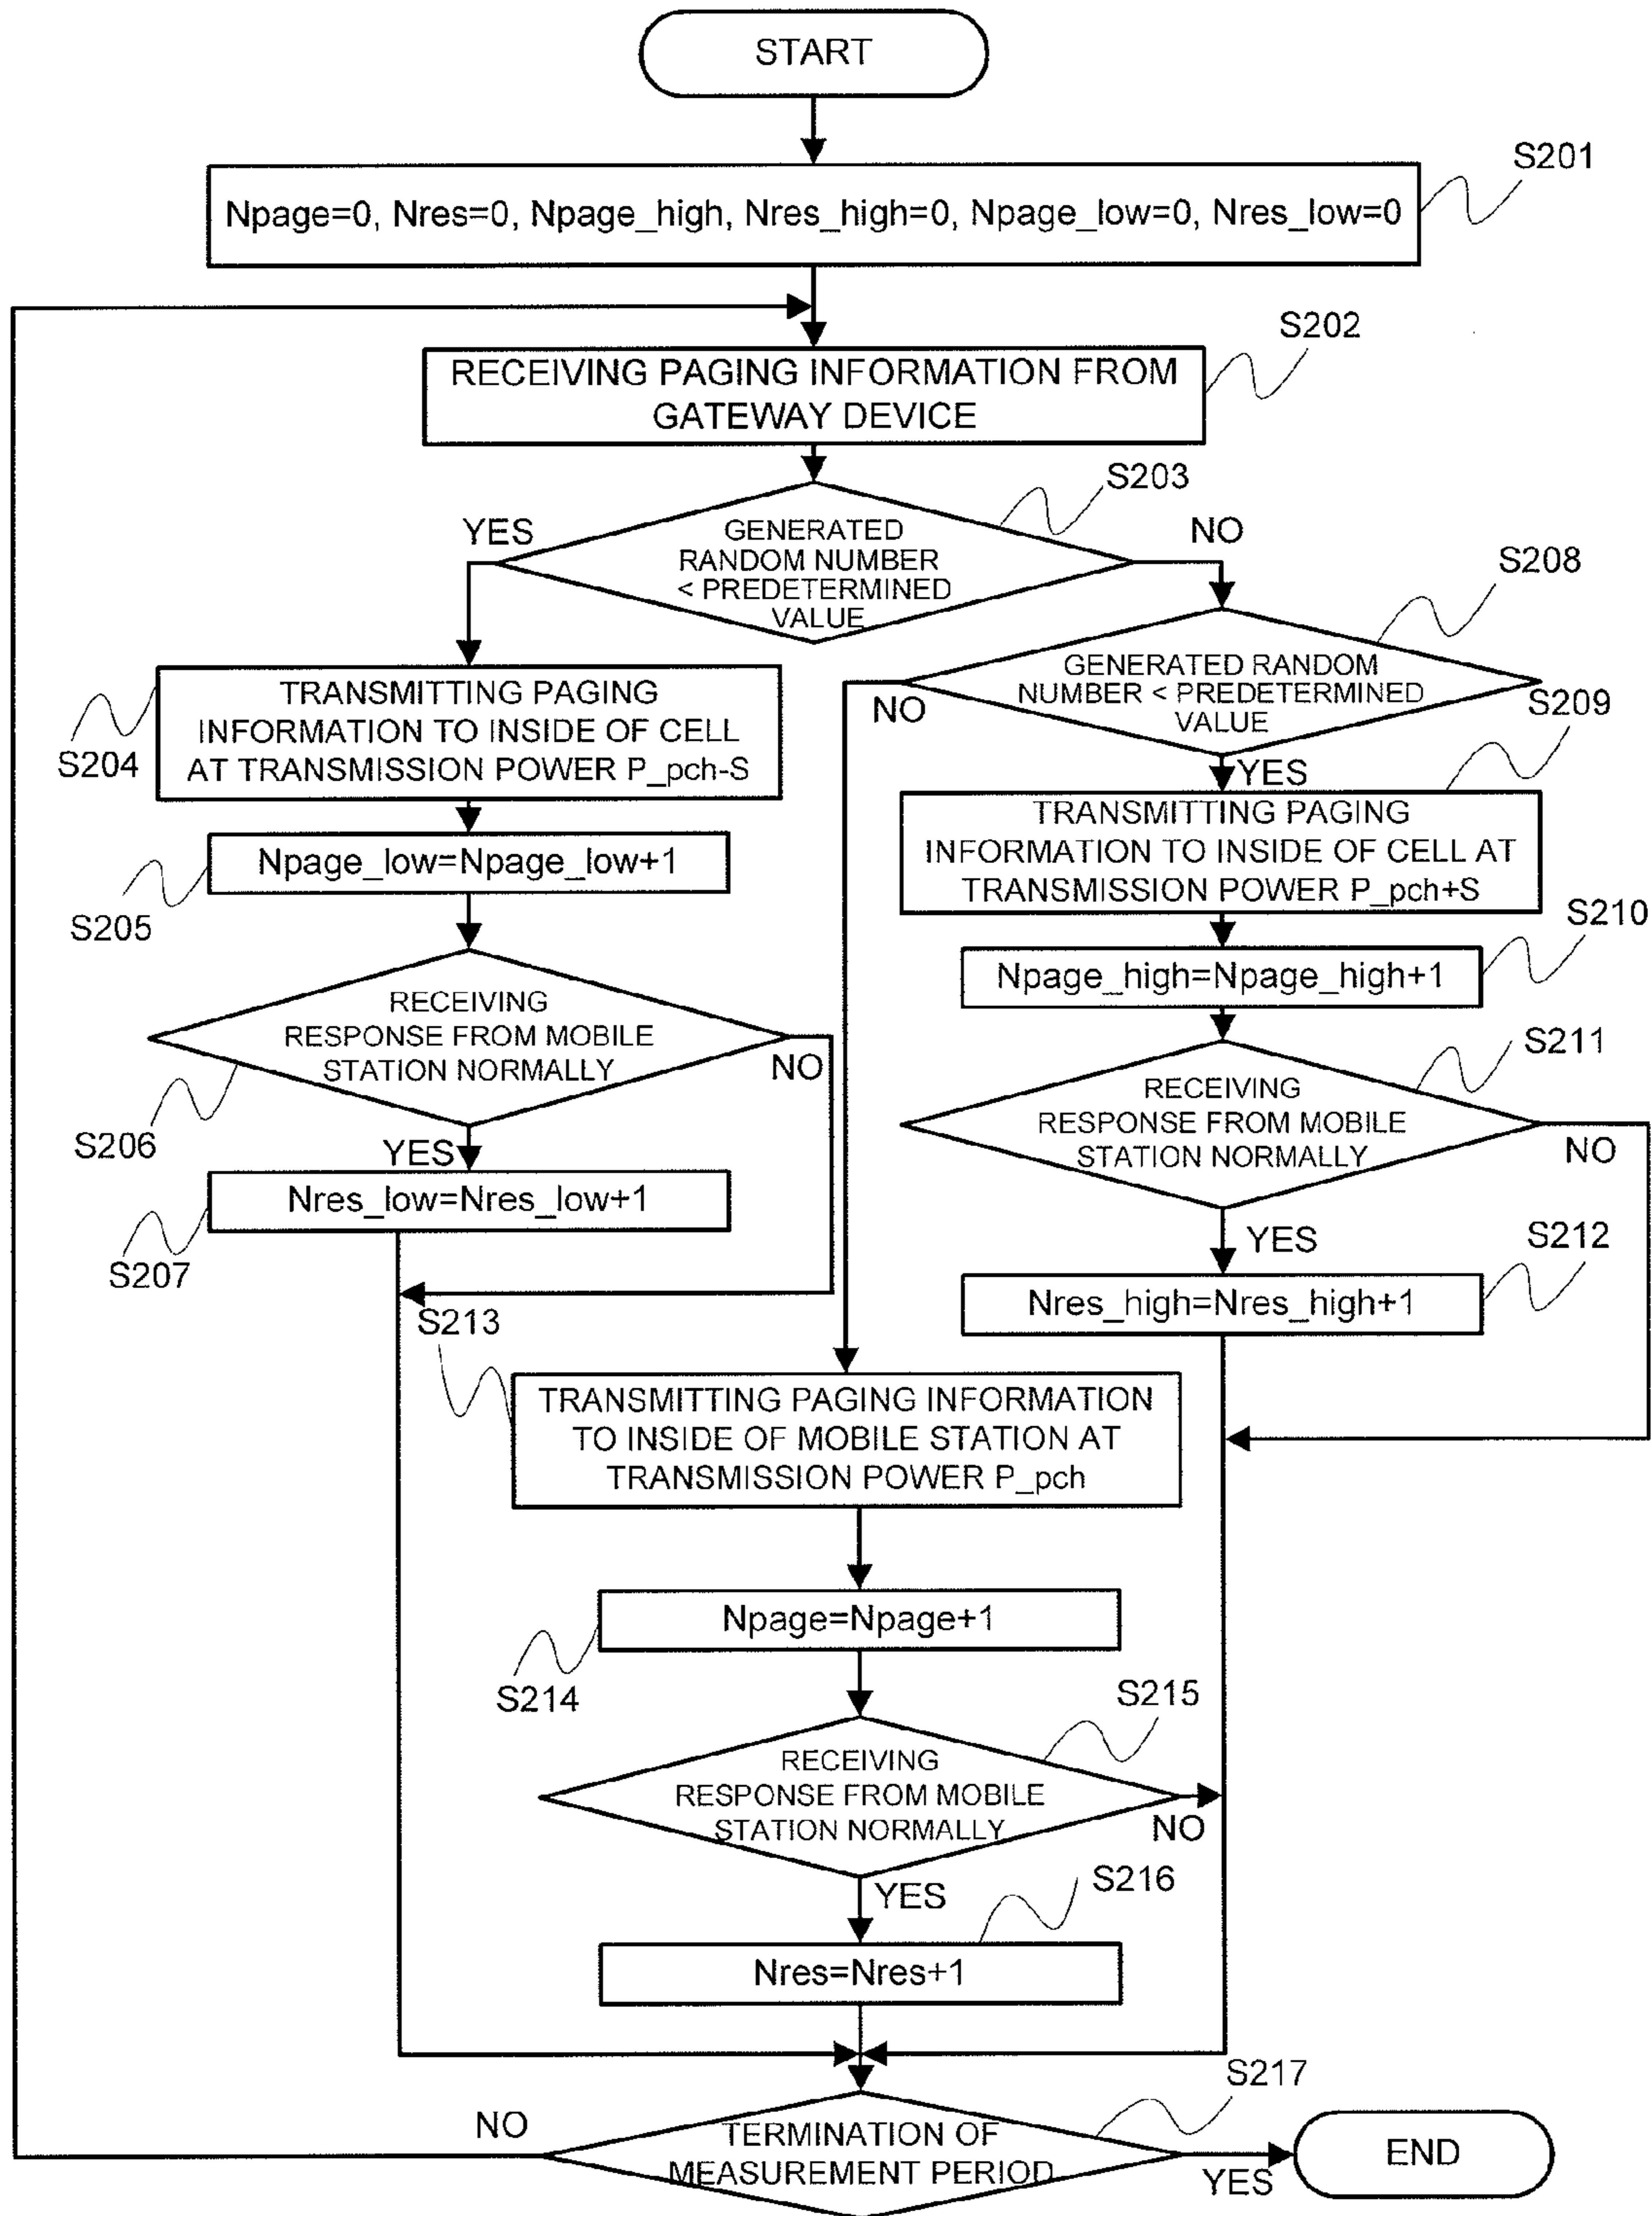 START
S201
Npage=0, Nres=0, Npage_high, Nres_high=0, Npage_low=0, Nres_low=0
S202
RECEIVING PAGING INFORMATION FROM
GATEWAY DEVICE
S203
YES
NO
GENERATED
RANDOM NUMBER
< PREDETERMINED
VALUE
S208
GENERATED RANDOM
NUMBER < PREDETERMINED
VALUE
NO
YES
S204
TRANSMITTING PAGING
INFORMATION TO INSIDE OF CELL
AT TRANSMISSION POWER P_pch-S
S209
TRANSMITTING PAGING
INFORMATION TO INSIDE OF CELL AT
TRANSMISSION POWER P_pch+S
S205
Npage_low=Npage_low+1
S210
Npage_high=Npage_high+1
S206
RECEIVING
RESPONSE FROM MOBILE
STATION NORMALLY
NO
YES
S211
RECEIVING
RESPONSE FROM MOBILE
STATION NORMALLY
NO
YES
S207
Nres_low=Nres_low+1
S212
Nres_high=Nres_high+1
S213
TRANSMITTING PAGING INFORMATION
TO INSIDE OF MOBILE STATION AT
TRANSMISSION POWER P_pch
S214
Npage=Npage+1
S215
RECEIVING
RESPONSE FROM MOBILE
STATION NORMALLY
NO
YES
S216
Nres=Nres+1
S217
NO
TERMINATION OF
MEASUREMENT PERIOD
YES
END